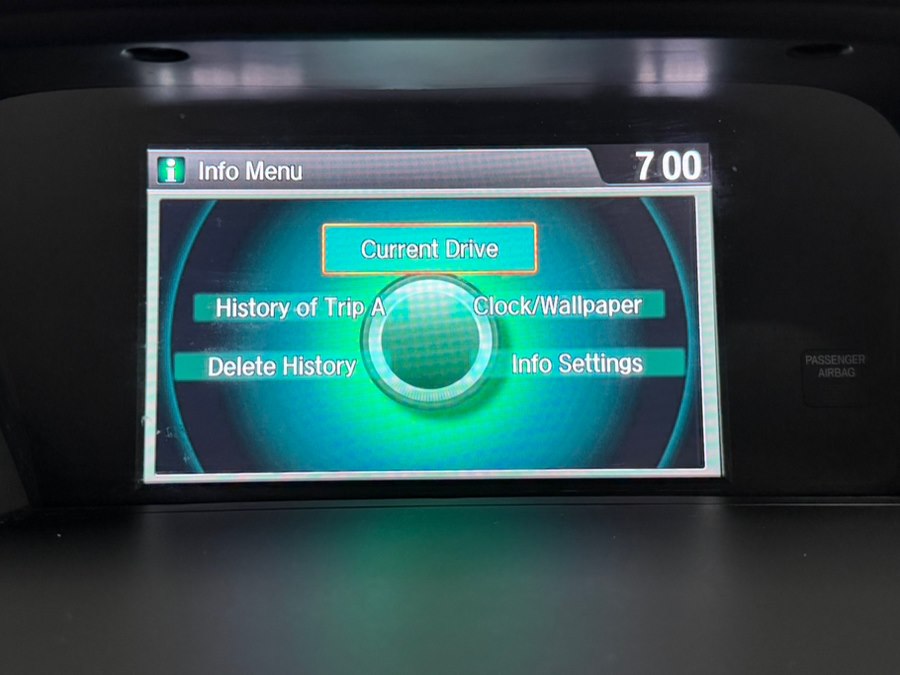 i Info Menu
7 00
Current Drive
History of Trip A
Clock/Wallpaper
Delete History
Info Settings
PASSENGER
AIRBAG